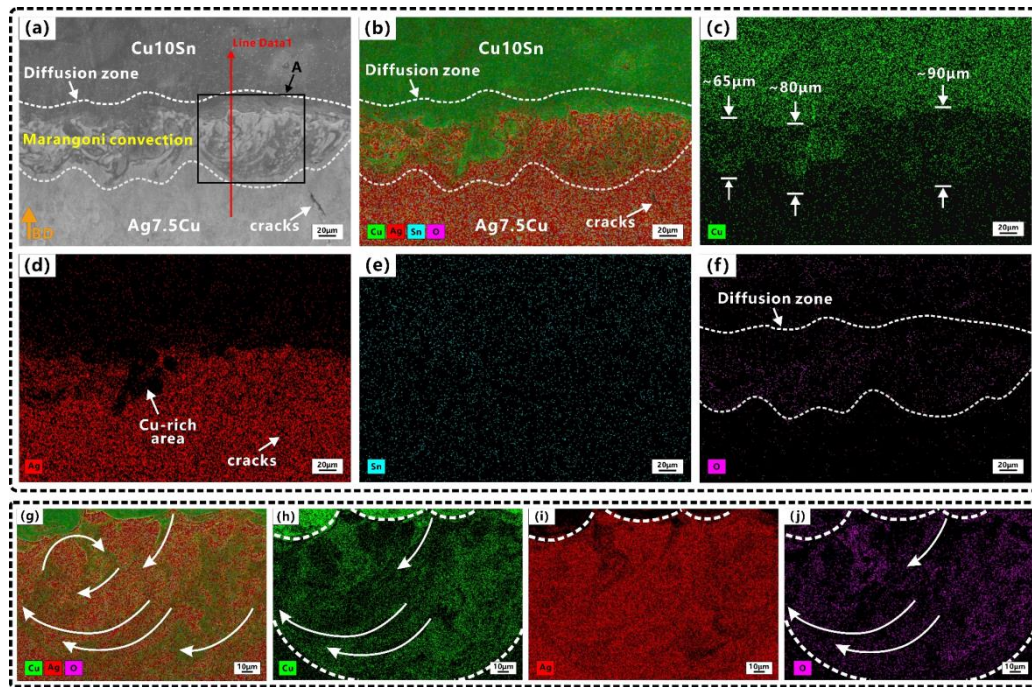 (a)
Cu10Sn
Line Data1
A
Diffusion zone
Marangoni convection
Ag7.5Cu
cracks
BD
20μm
(b)
Cu10Sn
Diffusion zone
Ag7.5Cu
cracks
Cu Ag Sn O
20μm
(c)
~65μm
~80μm
~90μm
Cu
20μm
(d)
Cu-rich
area
cracks
Ag
20μm
(e)
Sn
20μm
(f)
Diffusion zone
O
20μm
(g)
Cu Ag O
10μm
(h)
Cu
10μm
(i)
Ag
10μm
(j)
O
10μm